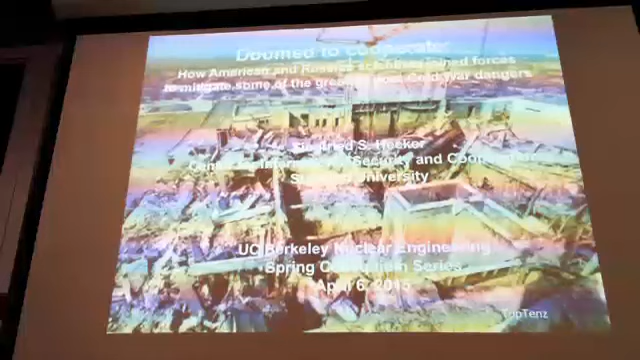 Doomed to cooperate
How American and Russian scientists joined forces
to mitigate some of the greatest post-Cold War dangers
Siegfried S. Hecker
Center for International Security and Cooperation
Stanford University
UC Berkeley Nuclear Engineering
Spring Colloquium Series
April 6, 2015
TopTenz